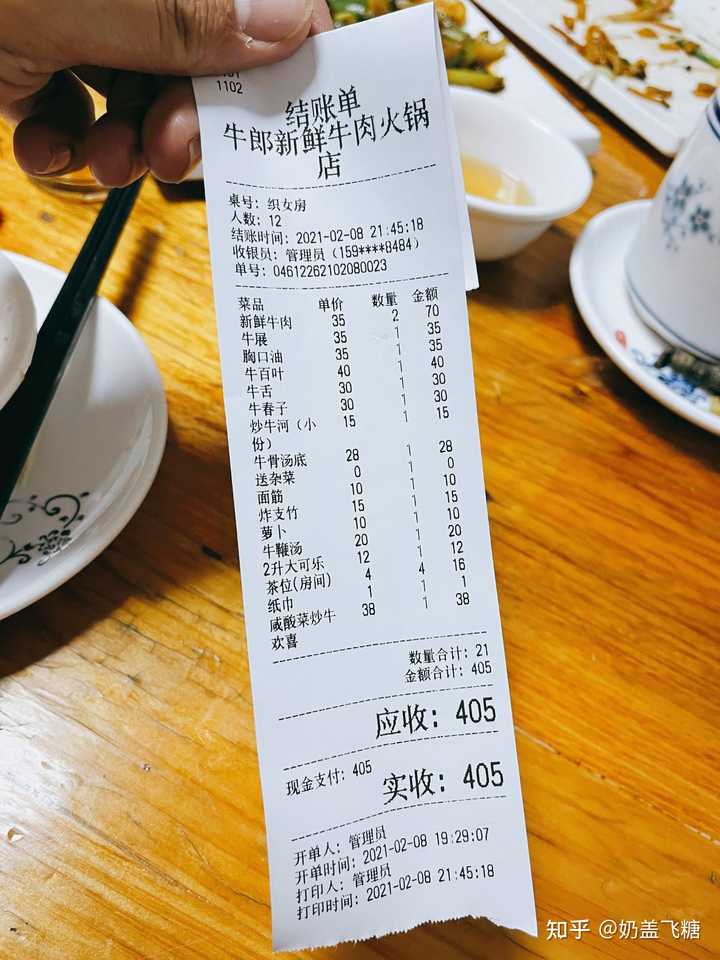 1102
结账单
牛郎新鲜牛肉火锅
店
桌号: 织女房
人数: 12
结账时间: 2021-02-08 21:45:18
收银员: 管理员 (159****8484)
单号: 04612262102080023
菜品 单价 数量 金额
新鲜牛肉 35 2 70
牛展 35 1 35
胸口油 35 1 35
牛百叶 40 1 40
牛舌 30 1 30
牛春子 30 1 30
炒牛河 (小 15 1 15
份)
牛骨汤底 28 1 28
送杂菜 0 1 0
面筋 10 1 10
炸支竹 15 1 15
萝卜 10 1 10
牛鞭汤 20 1 20
2升大可乐 12 1 12
茶位(房间) 4 4 16
纸巾 1 1 1
咸酸菜炒牛 38 1 38
欢喜
数量合计: 21
金额合计: 405
应收: 405
现金支付: 405
实收: 405
开单人: 管理员
开单时间: 2021-02-08 19:29:07
打印人: 管理员
打印时间: 2021-02-08 21:45:18
知乎 @奶盖飞糖